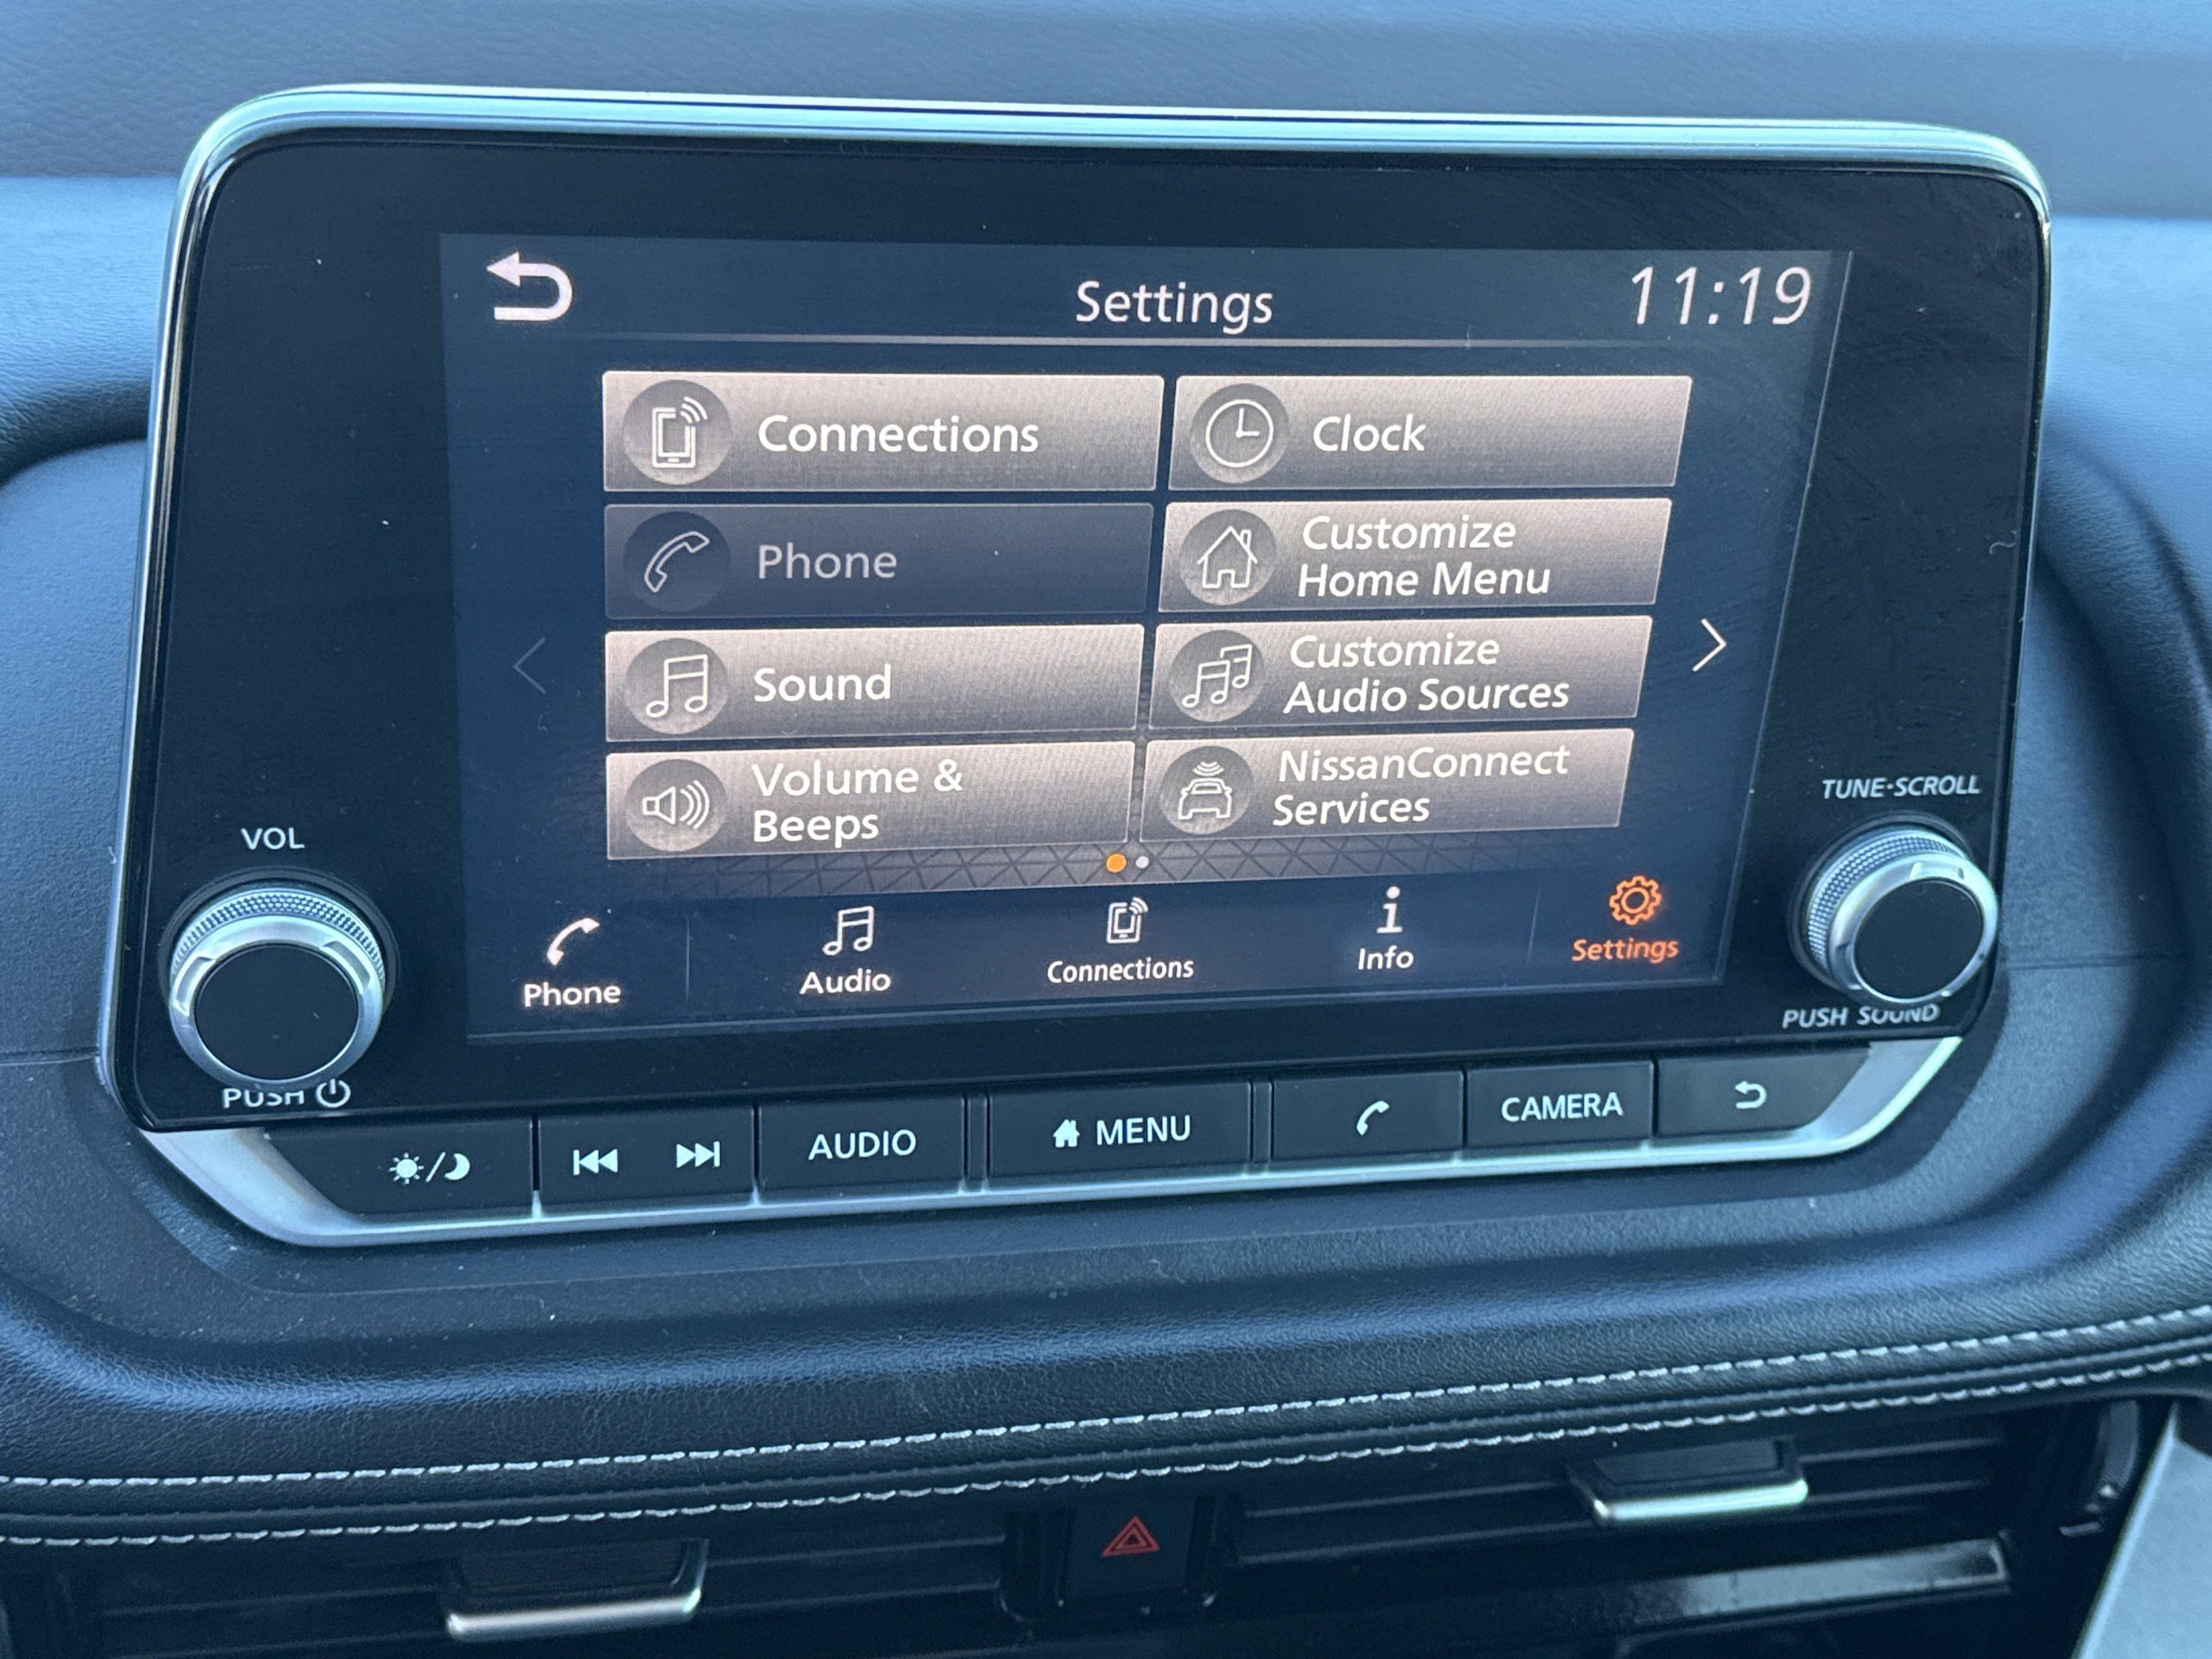 Settings
11:19
Connections
Clock
Phone
Customize
Home Menu
Sound
Customize
Audio Sources
Volume &
Beeps
NissanConnect
Services
Phone
Audio
Connections
Info
Settings
VOL
PUSH
TUNE·SCROLL
PUSH SOUND
AUDIO
MENU
CAMERA